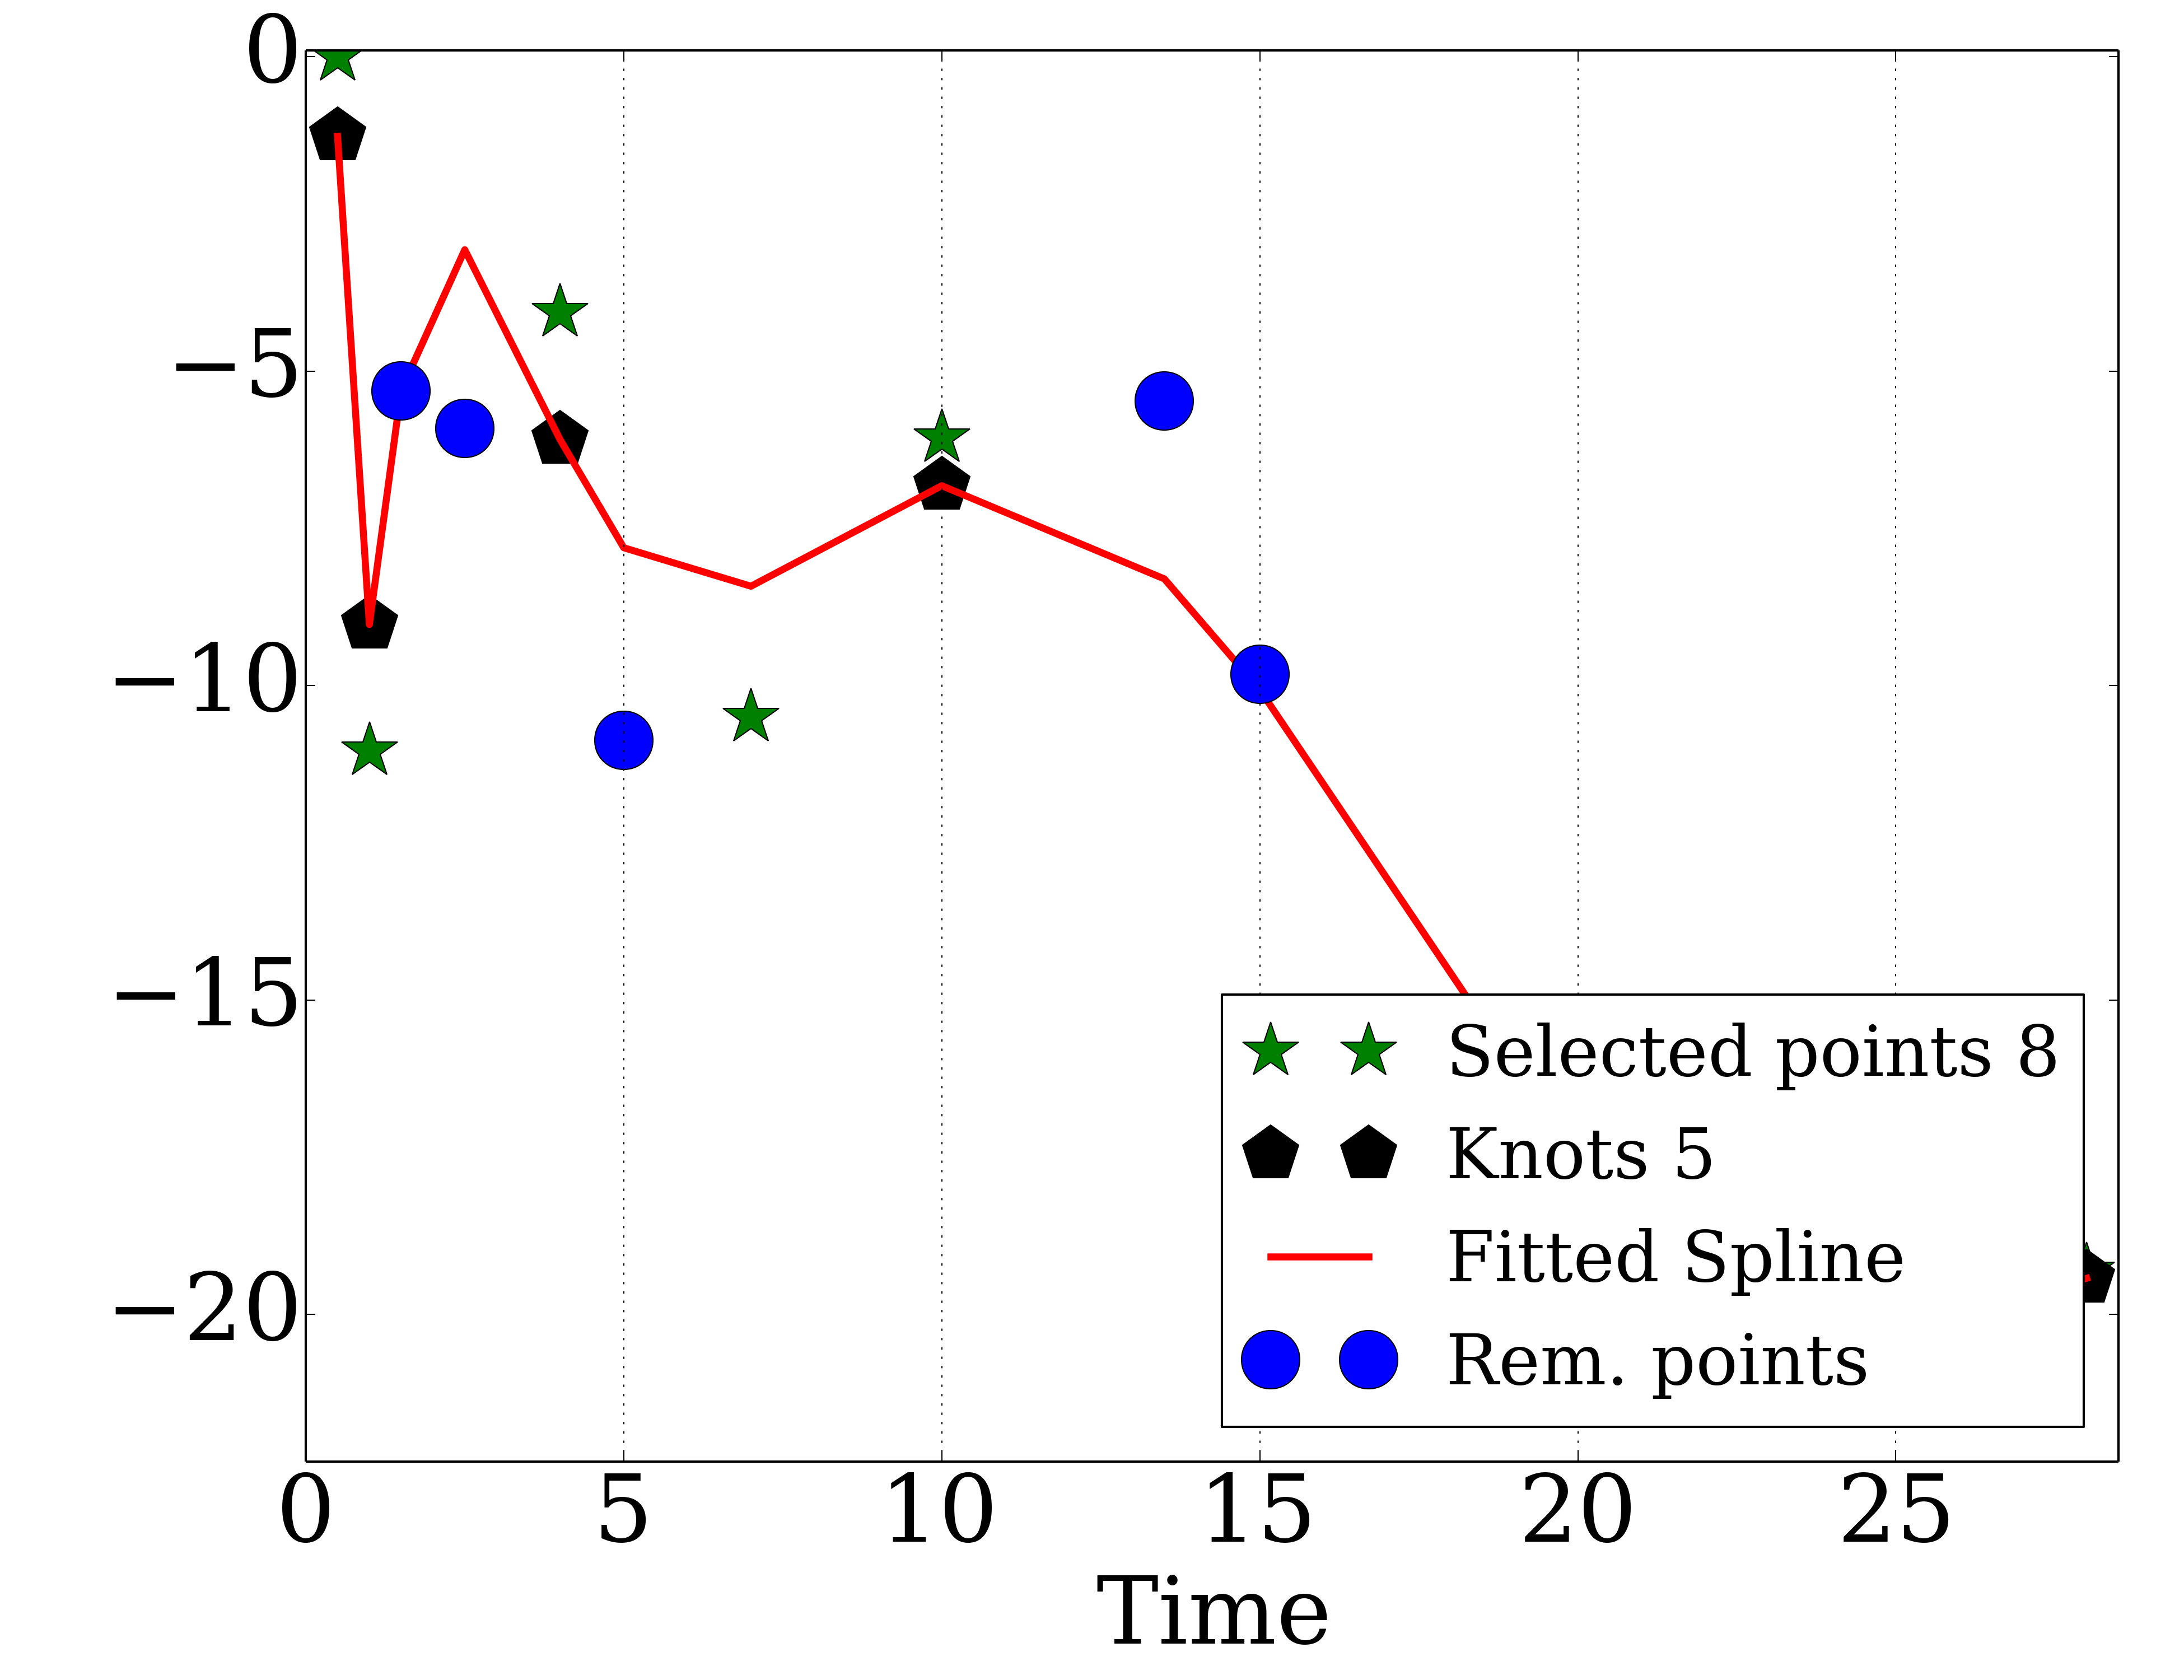 0
−5
−10
−15
−20
Selected points 8
Knots 5
Fitted Spline
Rem. points
0 5 10 15 20 25
Time